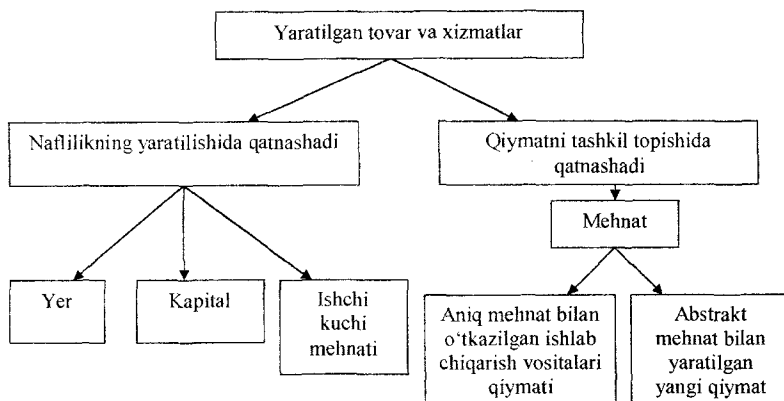 Yaratilgan tovar va xizmatlar
Naflilikning yaratilishida qatnashadi
Qiymatni tashkil topishida
qatnashadi
Mehnat
Yer
Kapital
Ishchi
kuchi
mehnati
Aniq mehnat bilan
o‘tkazilgan ishlab
chiqarish vositalari
qiymati
Abstrakt
mehnat bilan
yaratilgan
yangi qiymat